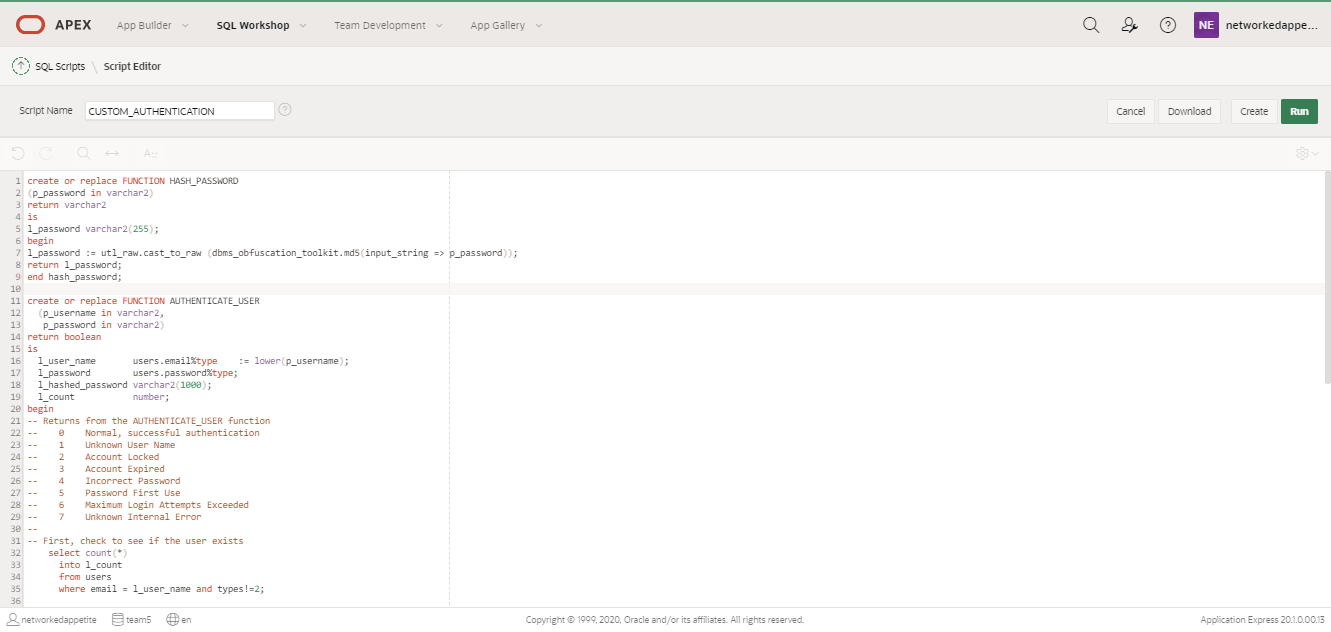 APEX App Builder SQL Workshop Team Development App Gallery NE networkedappe...
SQL Scripts \ Script Editor
Script Name CUSTOM_AUTHENTICATION ? Cancel Download Create Run
1 create or replace FUNCTION HASH_PASSWORD
2 (p_password in varchar2)
3 return varchar2
4 is
5 l_password varchar2(255);
6 begin
7 l_password := utl_raw.cast_to_raw (dbms_obfuscation_toolkit.md5(input_string => p_password));
8 return l_password;
9 end hash_password;
10
11 create or replace FUNCTION AUTHENTICATE_USER
12 (p_username in varchar2,
13 p_password in varchar2)
14 return boolean
15 is
16 l_user_name users.email%type := lower(p_username);
17 l_password users.password%type;
18 l_hashed_password varchar2(1000);
19 l_count number;
20 begin
21 -- Returns from the AUTHENTICATE_USER function
22 -- 0 Normal, successful authentication
23 -- 1 Unknown User Name
24 -- 2 Account Locked
25 -- 3 Account Expired
26 -- 4 Incorrect Password
27 -- 5 Password First Use
28 -- 6 Maximum Login Attempts Exceeded
29 -- 7 Unknown Internal Error
30 --
31 -- First, check to see if the user exists
32 select count(*)
33 into l_count
34 from users
35 where email = l_user_name and types!=2;
36
networkedappetite team5 en Copyright © 1999, 2020, Oracle and/or its affiliates. All rights reserved. Application Express 20.1.0.00.13